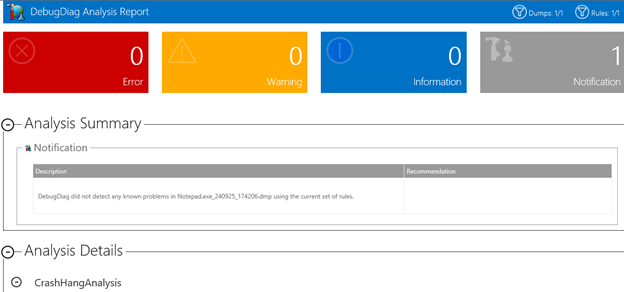 DebugDiag Analysis Report Dumps: 1/1 Rules: 1/1
0 0 0 1
Error Warning Information Notification
Analysis Summary
Notification
Description Recommendation
DebugDiag did not detect any known problems in Notepad.exe_240925_174206.dmp using the current set of rules.
Analysis Details
CrashHangAnalysis